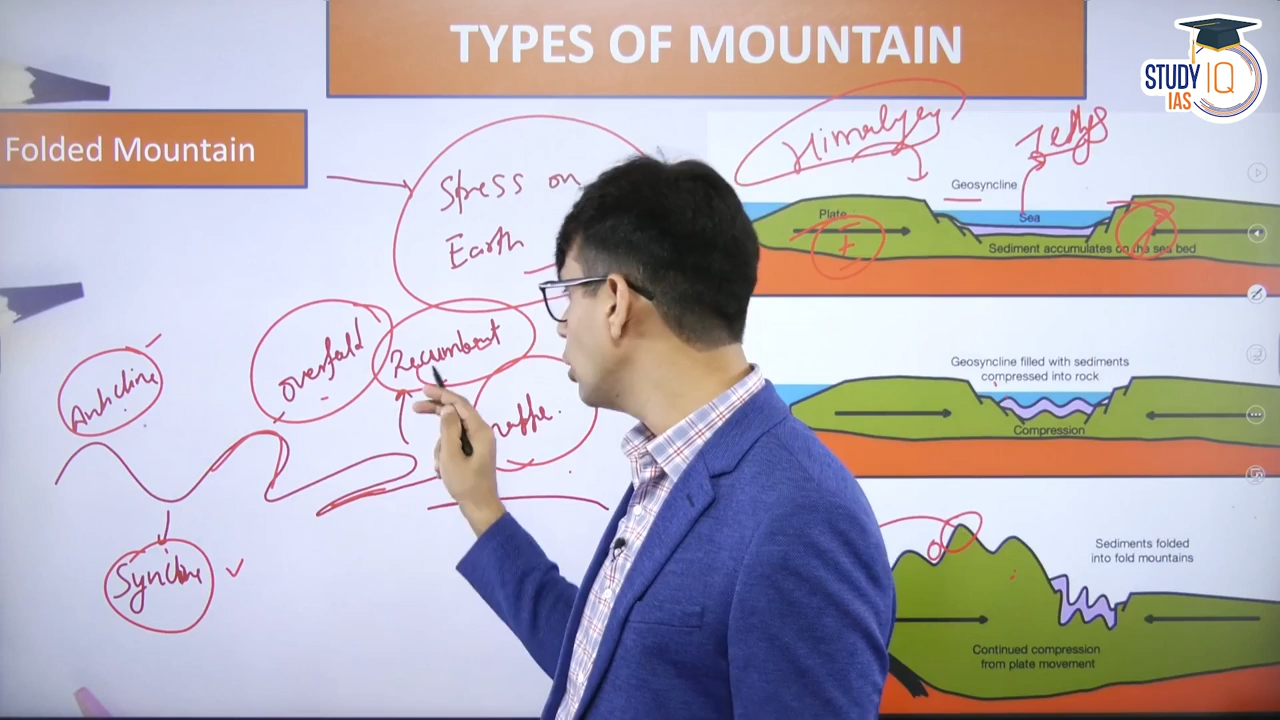 TYPES OF MOUNTAIN
STUDY IQ
IAS
Folded Mountain
Stress on
Earth
Himalyey
Tethys
Geosyncline
Plate
Sea
Sediment accumulates on the sea bed
Anticline
overfold
Recumbent
Syncline
Geosyncline filled with sediments
compressed into rock
Compression
Sediments folded
into fold mountains
Continued compression
from plate movement